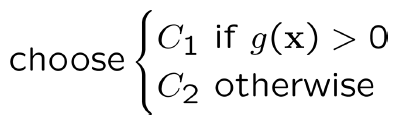 choose { C₁ if g(𝐱) > 0
C₂ otherwise